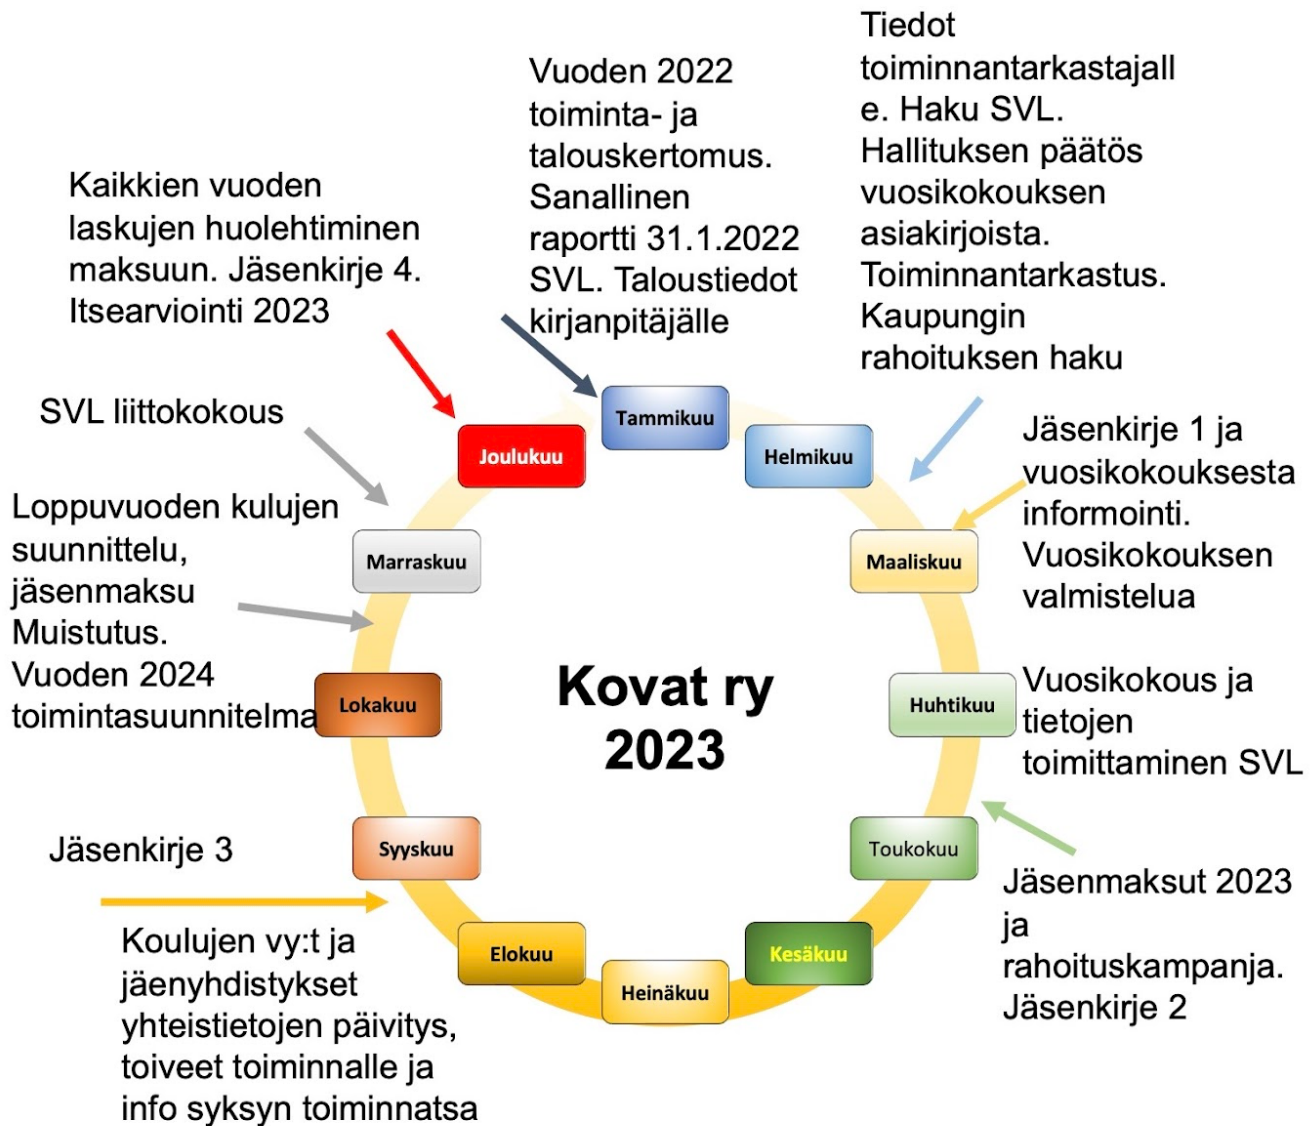 Tiedot
toiminnantarkastajall
e. Haku SVL.
Hallituksen päätös
vuosikokouksen
asiakirjoista.
Toiminnantarkastus.
Kaupungin
rahoituksen haku
Vuoden 2022
toiminta- ja
talouskertomus.
Sanallinen
raportti 31.1.2022
SVL. Taloustiedot
kirjanpitäjälle
Kaikkien vuoden
laskujen huolehtiminen
maksuun. Jäsenkirje 4.
Itsearviointi 2023
SVL liittokokous
Loppuvuoden kulujen
suunnittelu,
jäsenmaksu
Muistutus.
Vuoden 2024
toimintasuunnitelma
Jäsenkirje 3
Koulujen vy:t ja
jäenyhdistykset
yhteistietojen päivitys,
toiveet toiminnalle ja
info syksyn toiminnatsa
Jäsenkirje 1 ja
vuosikokouksesta
informointi.
Vuosikokouksen
valmistelua
Vuosikokous ja
tietojen
toimittaminen SVL
Jäsenmaksut 2023
ja
rahoituskampanja.
Jäsenkirje 2
Tammikuu
Helmikuu
Maaliskuu
Huhtikuu
Toukokuu
Kesäkuu
Heinäkuu
Elokuu
Syyskuu
Lokakuu
Marraskuu
Joulukuu
Kovat ry
2023